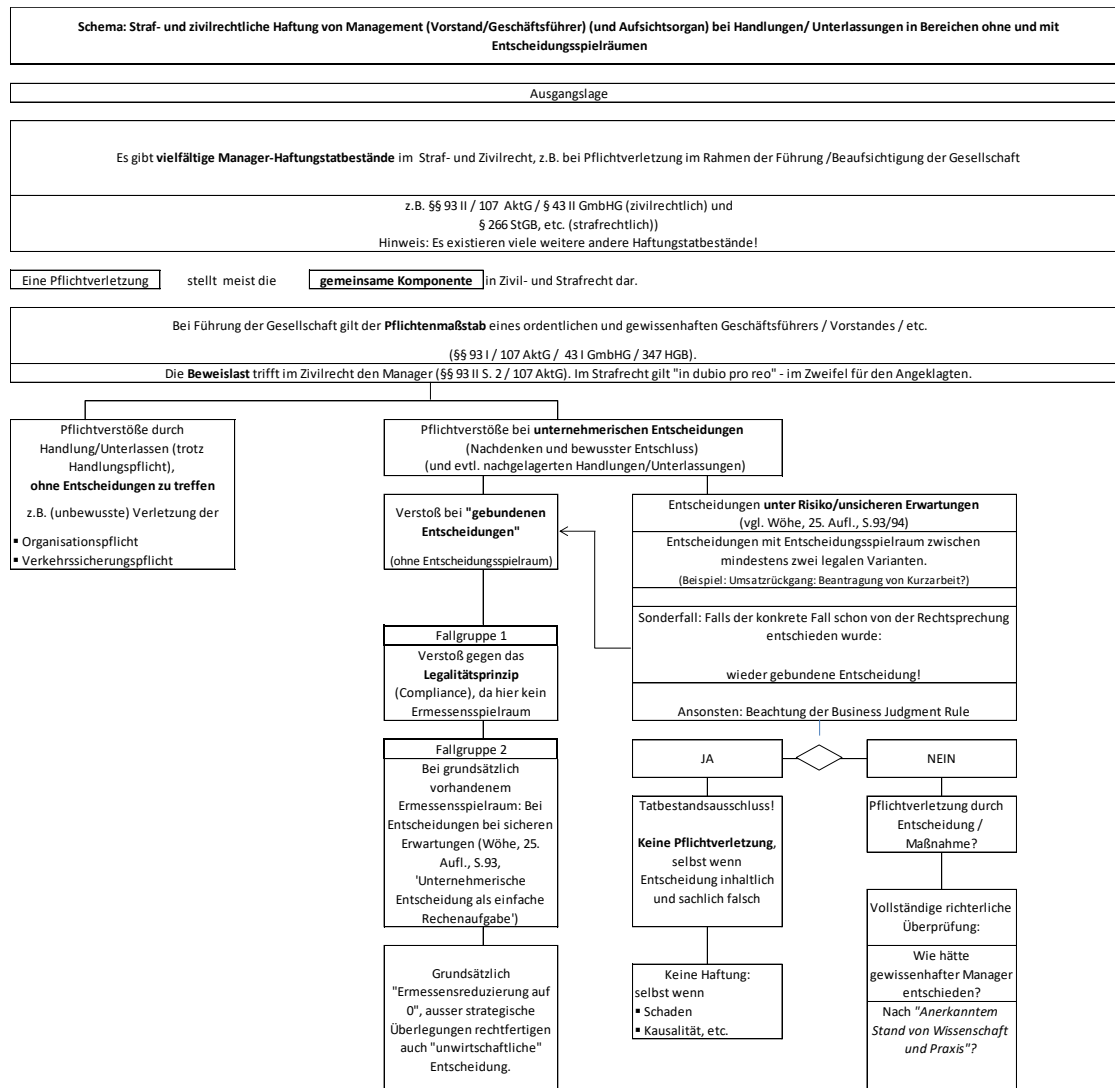 Schema: Straf- und zivilrechtliche Haftung von Management (Vorstand/Geschäftsführer) (und Aufsichtsorgan) bei Handlungen/ Unterlassungen in Bereichen ohne und mit
Entscheidungsspielräumen
Ausgangslage
Es gibt vielfältige Manager-Haftungstatbestände im Straf- und Zivilrecht, z.B. bei Pflichtverletzung im Rahmen der Führung /Beaufsichtigung der Gesellschaft
z.B. §§ 93 II / 107 AktG / § 43 II GmbHG (zivilrechtlich) und
§ 266 StGB, etc. (strafrechtlich))
Hinweis: Es existieren viele weitere andere Haftungstatbestände!
Eine Pflichtverletzung stellt meist die gemeinsame Komponente in Zivil- und Strafrecht dar.
Bei Führung der Gesellschaft gilt der Pflichtenmaßstab eines ordentlichen und gewissenhaften Geschäftsführers / Vorstandes / etc.
(§§ 93 I / 107 AktG / 43 I GmbHG / 347 HGB).
Die Beweislast trifft im Zivilrecht den Manager (§§ 93 II S. 2 / 107 AktG). Im Strafrecht gilt "in dubio pro reo" - im Zweifel für den Angeklagten.
Pflichtverstöße durch
Handlung/Unterlassen (trotz
Handlungspflicht),
ohne Entscheidungen zu treffen
z.B. (unbewusste) Verletzung der
▪ Organisationspflicht
▪ Verkehrssicherungspflicht
Pflichtverstöße bei unternehmerischen Entscheidungen
(Nachdenken und bewusster Entschluss)
(und evtl. nachgelagerten Handlungen/Unterlassungen)
Verstoß bei "gebundenen
Entscheidungen"
(ohne Entscheidungsspielraum)
Fallgruppe 1
Verstoß gegen das
Legalitätsprinzip
(Compliance), da hier kein
Ermessensspielraum
Fallgruppe 2
Bei grundsätzlich
vorhandenem
Ermessensspielraum: Bei
Entscheidungen bei sicheren
Erwartungen (Wöhe, 25.
Aufl., S.93,
'Unternehmerische
Entscheidung als einfache
Rechenaufgabe')
Grundsätzlich
"Ermessensreduzierung auf
0", ausser strategische
Überlegungen rechtfertigen
auch "unwirtschaftliche"
Entscheidung.
Entscheidungen unter Risiko/unsicheren Erwartungen
(vgl. Wöhe, 25. Aufl., S.93/94)
Entscheidungen mit Entscheidungsspielraum zwischen
mindestens zwei legalen Varianten.
(Beispiel: Umsatzrückgang: Beantragung von Kurzarbeit?)
Sonderfall: Falls der konkrete Fall schon von der Rechtsprechung
entschieden wurde:
wieder gebundene Entscheidung!
Ansonsten: Beachtung der Business Judgment Rule
JA
Tatbestandsausschluss!
Keine Pflichtverletzung,
selbst wenn
Entscheidung inhaltlich
und sachlich falsch
Keine Haftung:
selbst wenn
▪ Schaden
▪ Kausalität, etc.
NEIN
Pflichtverletzung durch
Entscheidung /
Maßnahme?
Vollständige richterliche
Überprüfung:
Wie hätte
gewissenhafter Manager
entschieden?
Nach "Anerkanntem
Stand von Wissenschaft
und Praxis"?